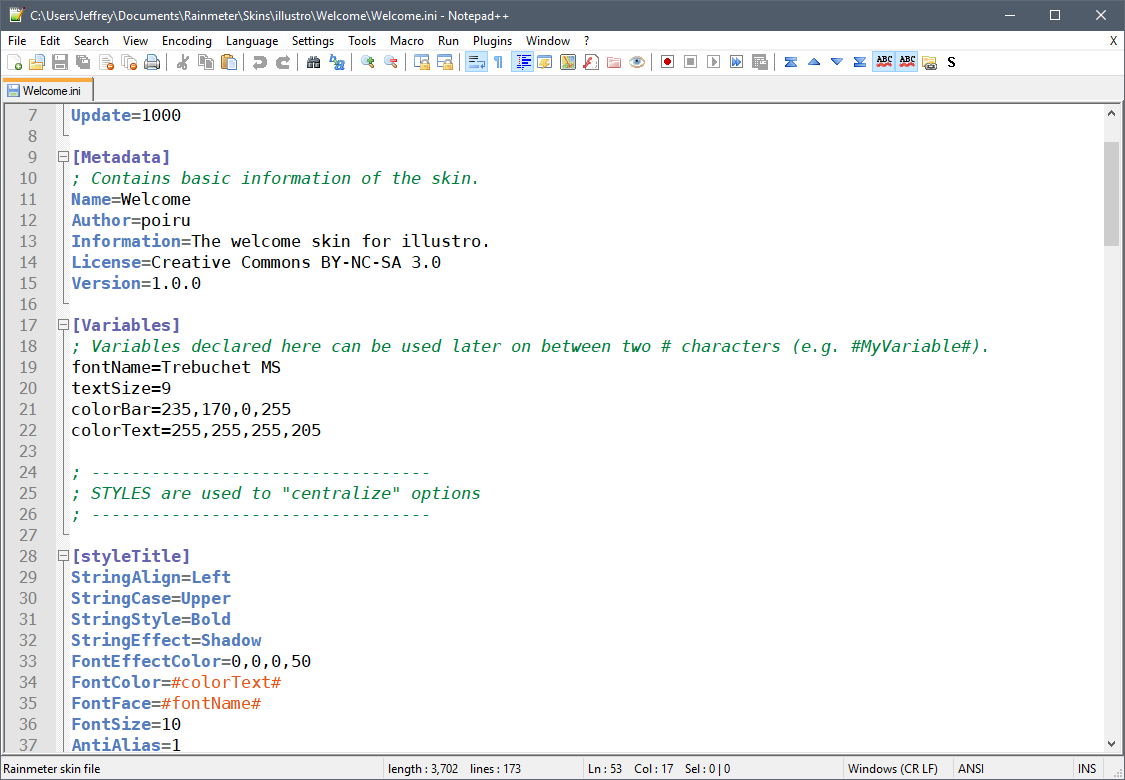 C:\Users\Jeffrey\Documents\Rainmeter\Skins\illustro\Welcome\Welcome.ini - Notepad++
File Edit Search View Encoding Language Settings Tools Macro Run Plugins Window ? X
ABC ABC S
Welcome.ini
7 Update=1000
8
9 [Metadata]
10 ; Contains basic information of the skin.
11 Name=Welcome
12 Author=poiru
13 Information=The welcome skin for illustro.
14 License=Creative Commons BY-NC-SA 3.0
15 Version=1.0.0
16
17 [Variables]
18 ; Variables declared here can be used later on between two # characters (e.g. #MyVariable#).
19 fontName=Trebuchet MS
20 textSize=9
21 colorBar=235,170,0,255
22 colorText=255,255,255,205
23
24 ; ----------------------------------
25 ; STYLES are used to "centralize" options
26 ; ----------------------------------
27
28 [styleTitle]
29 StringAlign=Left
30 StringCase=Upper
31 StringStyle=Bold
32 StringEffect=Shadow
33 FontEffectColor=0,0,0,50
34 FontColor=#colorText#
35 FontFace=#fontName#
36 FontSize=10
37 AntiAlias=1
Rainmeter skin file length : 3,702 lines : 173 Ln : 53 Col : 17 Sel : 0 | 0 Windows (CR LF) ANSI INS